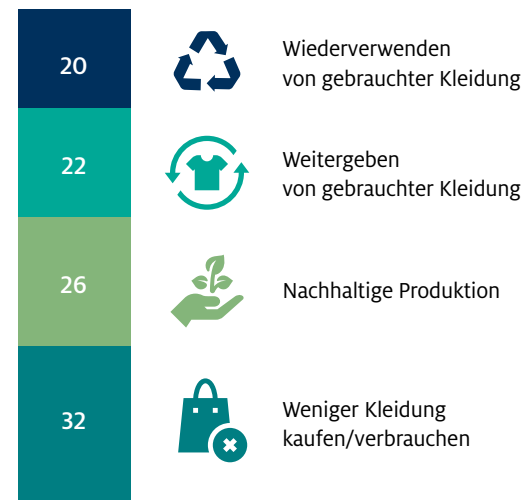 20
Wiederverwenden
von gebrauchter Kleidung
22
Weitergeben
von gebrauchter Kleidung
26
Nachhaltige Produktion
32
Weniger Kleidung
kaufen/verbrauchen